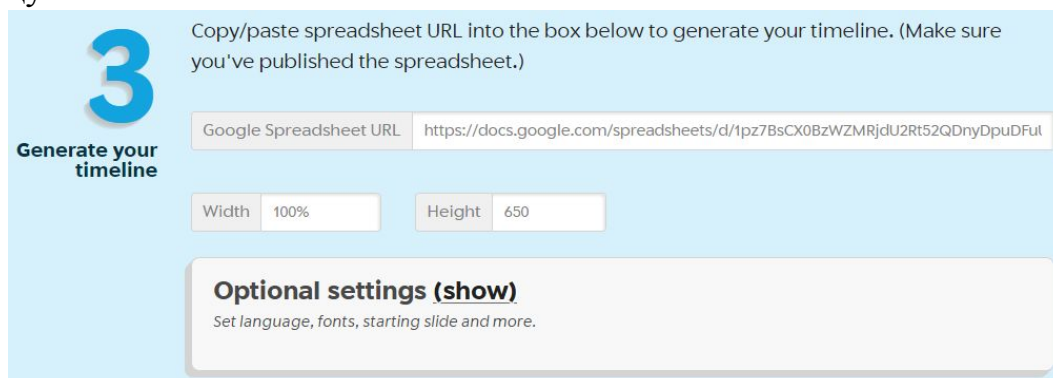 3
Generate your
timeline
Copy/paste spreadsheet URL into the box below to generate your timeline. (Make sure
you've published the spreadsheet.)
Google Spreadsheet URL https://docs.google.com/spreadsheets/d/1pz7BsCX0BzWZMRjdU2Rt52QDnyDpuDFul
Width 100% Height 650
Optional settings (show)
Set language, fonts, starting slide and more.